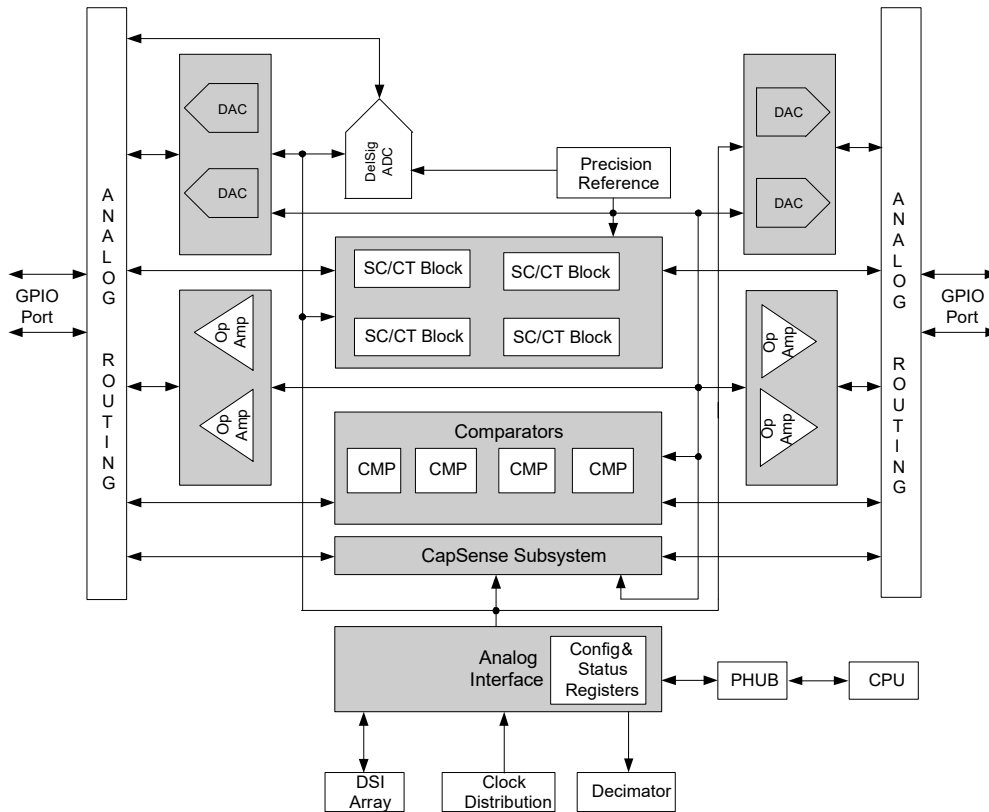 DAC
DAC
DelSig
ADC
Precision
Reference
DAC
DAC
A
N
A
L
O
G
R
O
U
T
I
N
G
A
N
A
L
O
G
R
O
U
T
I
N
G
GPIO
Port
GPIO
Port
SC/CT Block
SC/CT Block
SC/CT Block
SC/CT Block
Op
Amp
Op
Amp
Op
Amp
Op
Amp
Comparators
CMP
CMP
CMP
CMP
CapSense Subsystem
Analog
Interface
Config &
Status
Registers
PHUB
CPU
DSI
Array
Clock
Distribution
Decimator